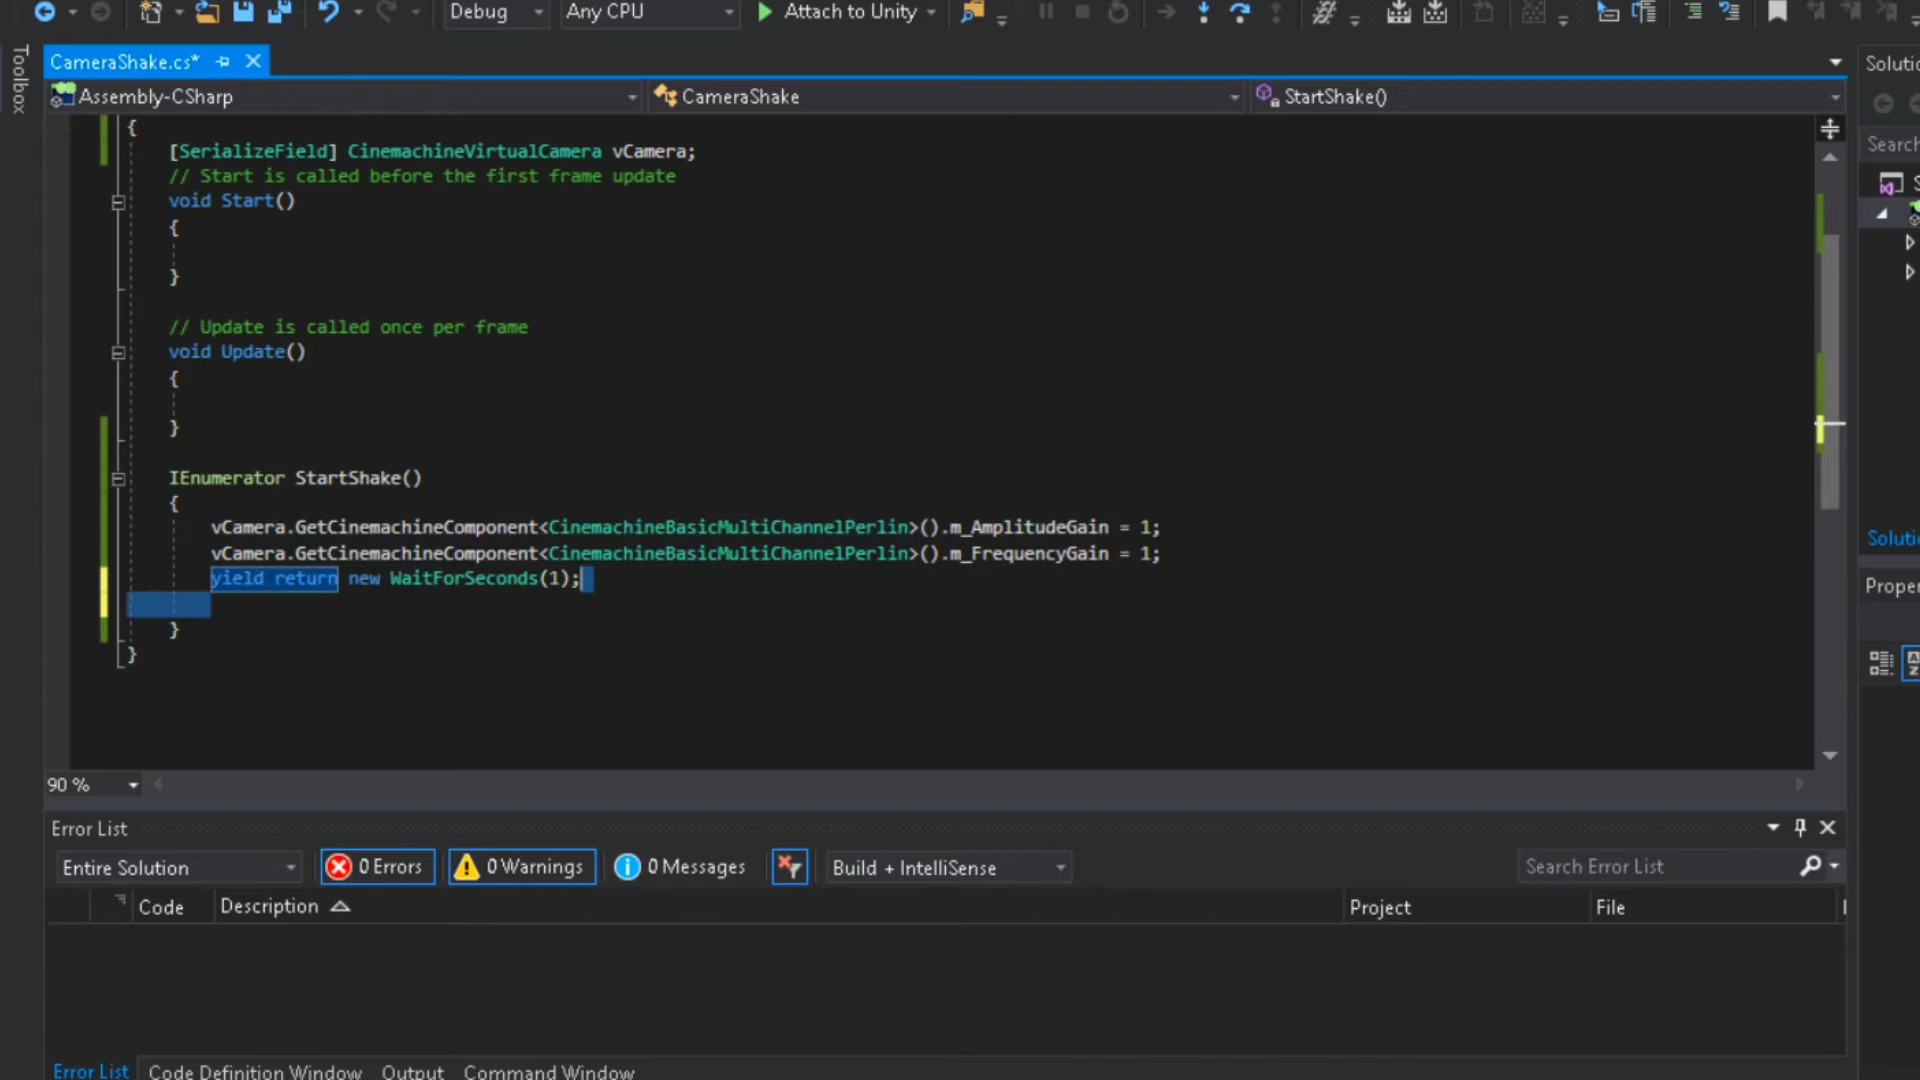 Debug Any CPU Attach to Unity
Toolbox
CameraShake.cs*
Assembly-CSharp CameraShake StartShake()
{
[SerializeField] CinemachineVirtualCamera vCamera;
// Start is called before the first frame update
void Start()
{
}
// Update is called once per frame
void Update()
{
}
IEnumerator StartShake()
{
vCamera.GetCinemachineComponent<CinemachineBasicMultiChannelPerlin>().m_AmplitudeGain = 1;
vCamera.GetCinemachineComponent<CinemachineBasicMultiChannelPerlin>().m_FrequencyGain = 1;
yield return new WaitForSeconds(1);
}
}
90 %
Error List
Entire Solution 0 Errors 0 Warnings 0 Messages Build + IntelliSense Search Error List
Code Description Project File
Error List Code Definition Window Output Command Window
Solutio
Search
S
Solutio
Proper